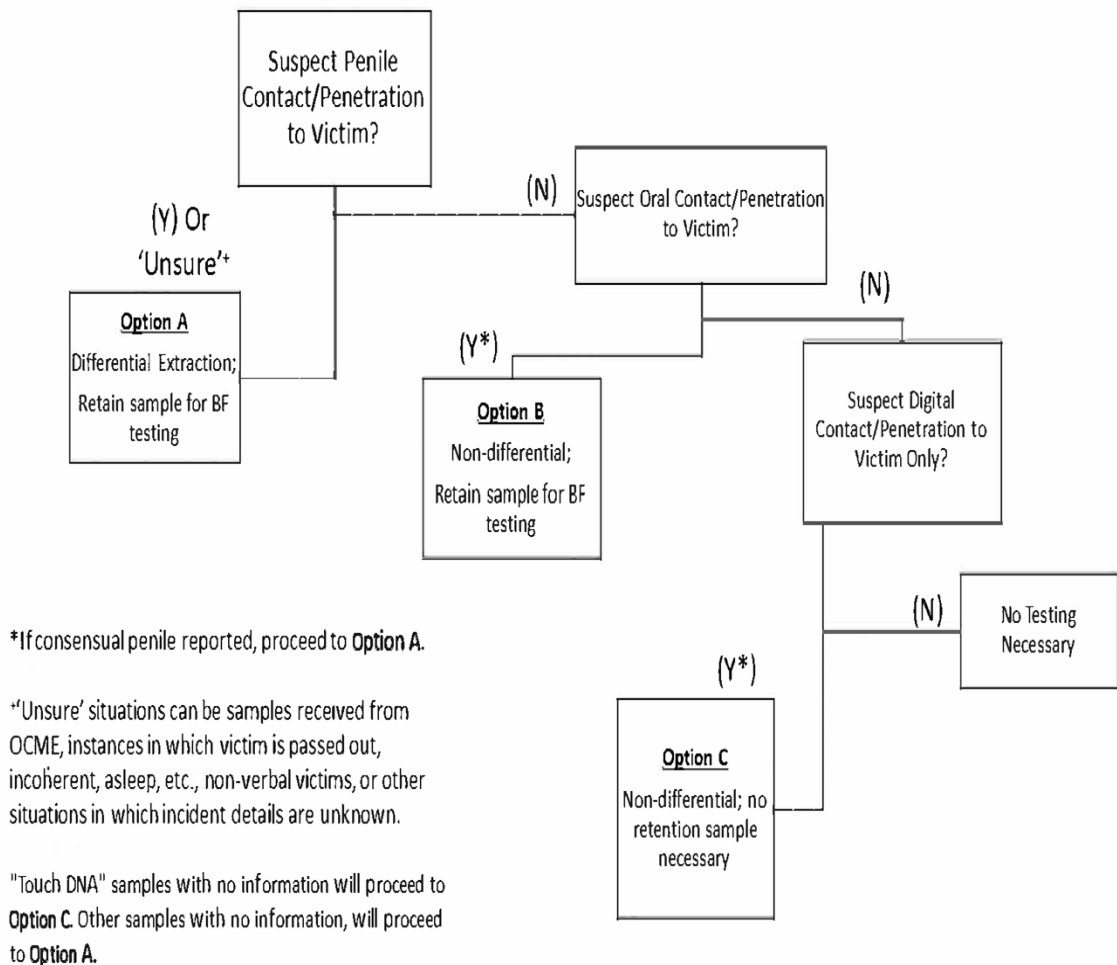 Suspect Penile
Contact/Penetration
to Victim?
(N)
Suspect Oral Contact/Penetration
to Victim?
(Y) Or
‘Unsure’⁺
Option A
Differential Extraction;
Retain sample for BF
testing
(N)
(Y*)
Option B
Non-differential;
Retain sample for BF
testing
Suspect Digital
Contact/Penetration to
Victim Only?
(N)
No Testing
Necessary
(Y*)
Option C
Non-differential; no
retention sample
necessary
*If consensual penile reported, proceed to Option A.
⁺‘Unsure’ situations can be samples received from
OCME, instances in which victim is passed out,
incoherent, asleep, etc., non-verbal victims, or other
situations in which incident details are unknown.
"Touch DNA" samples with no information will proceed to
Option C. Other samples with no information, will proceed
to Option A.